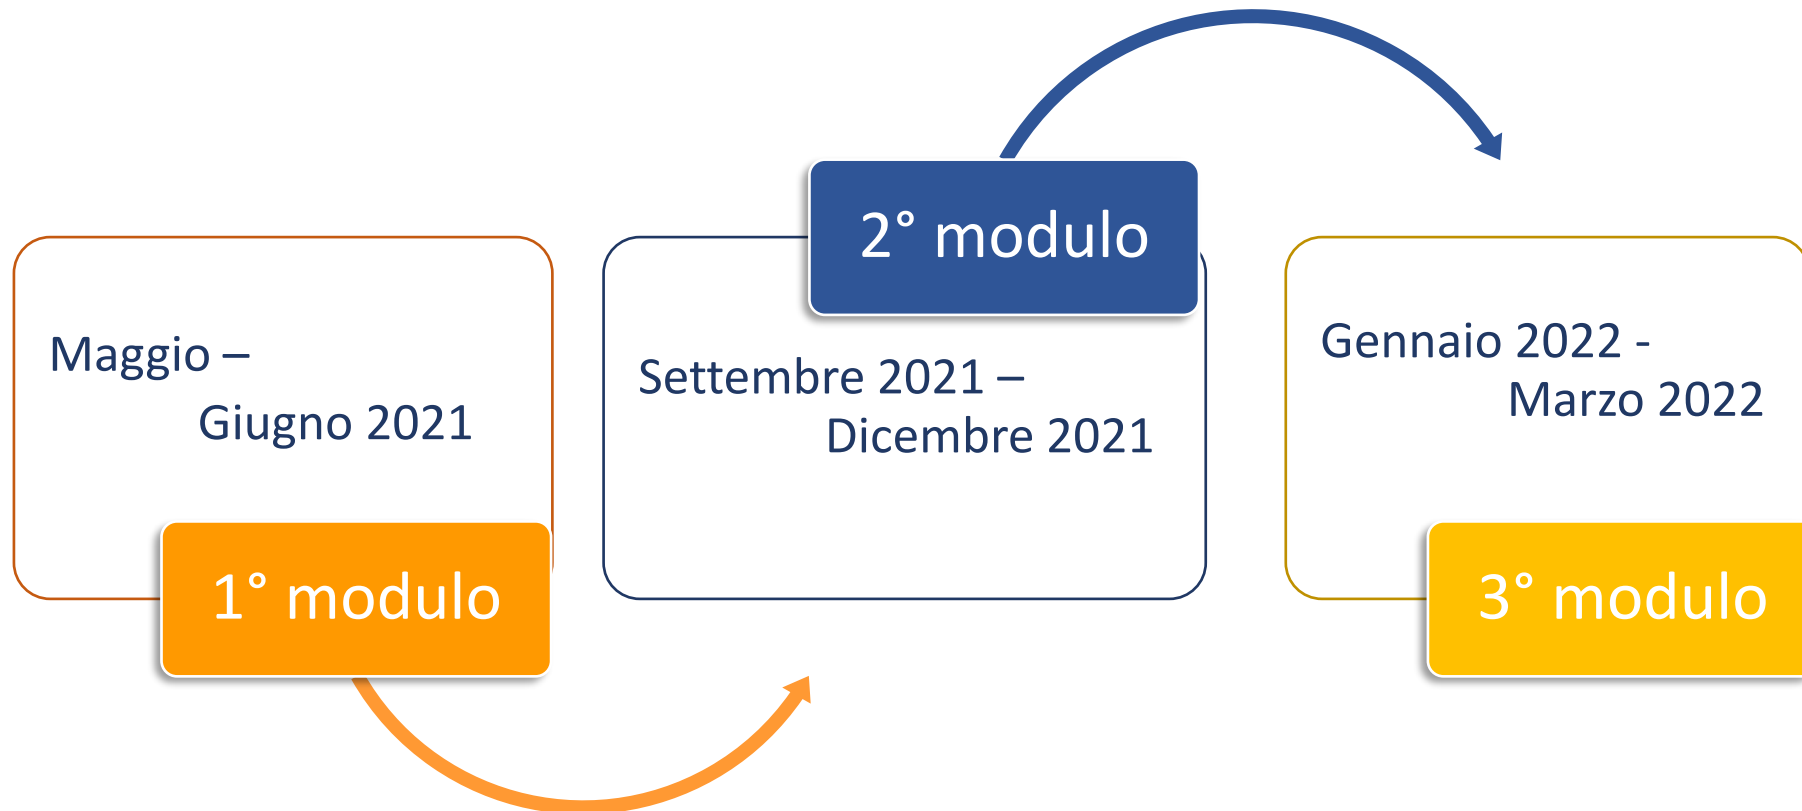 Maggio –
Giugno 2021
1° modulo
2° modulo
Settembre 2021 –
Dicembre 2021
Gennaio 2022 -
Marzo 2022
3° modulo